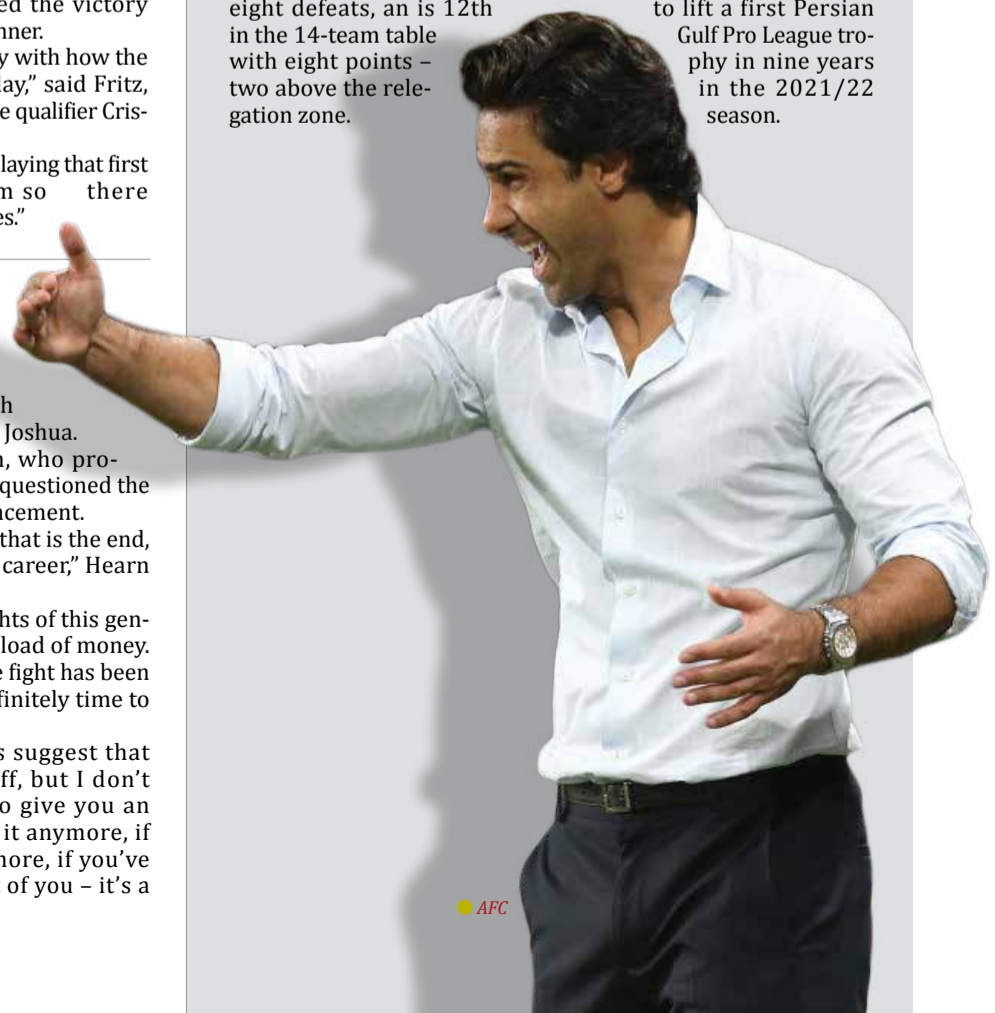 ed the victory
nner.
y with how the
lay,” said Fritz,
e qualifier Cris-
laying that first
m so there
es.”
h
Joshua.
n, who pro-
questioned the
ncement.
that is the end,
career,” Hearn
hts of this gen-
load of money.
e fight has been
finitely time to
s suggest that
ff, but I don’t
o give you an
it anymore, if
nore, if you’ve
t of you – it’s a
eight defeats, an is 12th
in the 14-team table
with eight points –
two above the rele-
gation zone.
to lift a first Persian
Gulf Pro League tro-
phy in nine years
in the 2021/22
season.
AFC